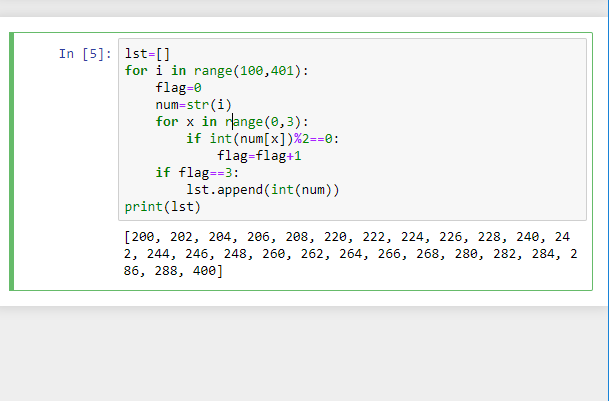 In [5]: lst=[]
for i in range(100,401):
    flag=0
    num=str(i)
    for x in range(0,3):
        if int(num[x])%2==0:
            flag=flag+1
    if flag==3:
        lst.append(int(num))
print(lst)
[200, 202, 204, 206, 208, 220, 222, 224, 226, 228, 240, 24
2, 244, 246, 248, 260, 262, 264, 266, 268, 280, 282, 284, 2
86, 288, 400]